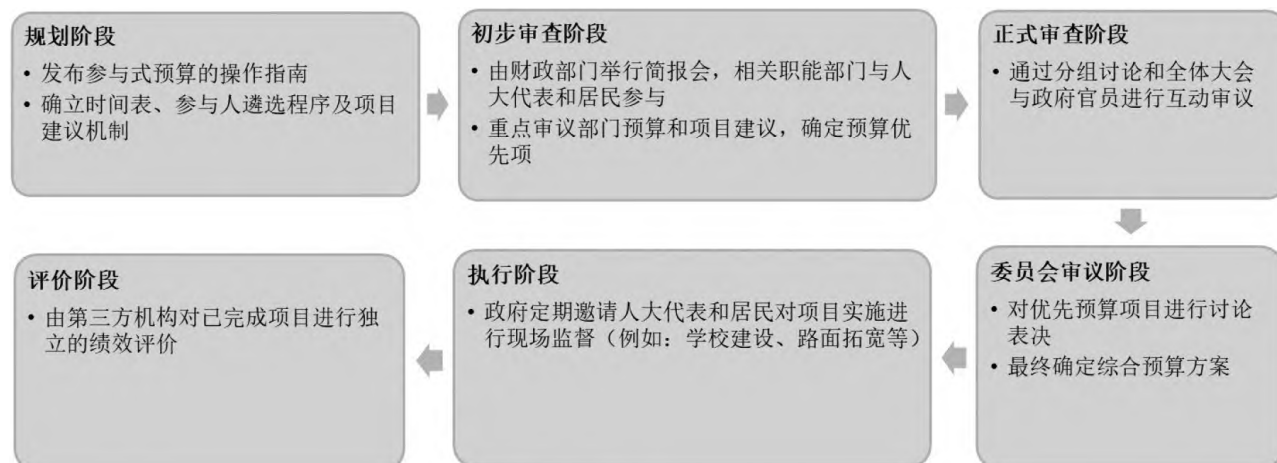 规划阶段
• 发布参与式预算的操作指南
• 确立时间表、参与人遴选程序及项目
建议机制
初步审查阶段
• 由财政部门举行简报会，相关职能部门与人
大代表和居民参与
• 重点审议部门预算和项目建议，确定预算优
先项
正式审查阶段
• 通过分组讨论和全体大会
与政府官员进行互动审议
委员会审议阶段
• 对优先预算项目进行讨论
表决
• 最终确定综合预算方案
执行阶段
• 政府定期邀请人大代表和居民对项目实施进
行现场监督（例如：学校建设、路面拓宽等）
评价阶段
• 由第三方机构对已完成项目进行独
立的绩效评价